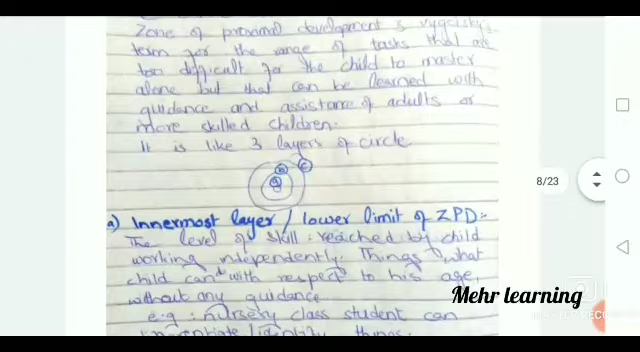 Zone of proximal development is Vygotsky's
term for the range of tasks that are
too difficult for the child to master
alone but that can be learned with
guidance and assistance of adults or
more skilled children.
It is like 3 layers of circle
a b c
8/23
a) Innermost layer / lower limit of ZPD:-
The level of skill reached by child
working independently. Things what
child can with respect to his age,
without any guidance.
Mehr learning
e.g : nursery class student can
identify things.